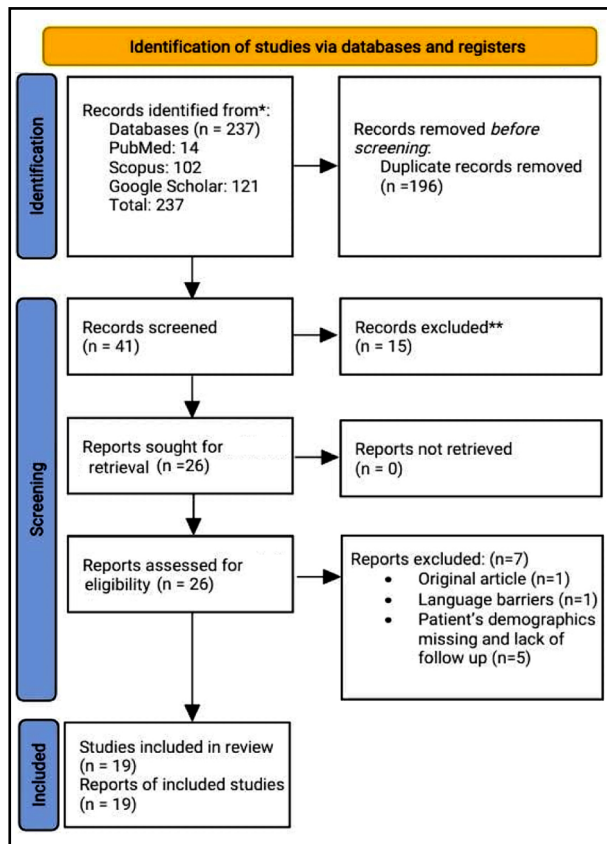 Identification of studies via databases and registers
Identification
Records identified from*:
Databases (n = 237)
PubMed: 14
Scopus: 102
Google Scholar: 121
Total: 237
Records removed before
screening:
Duplicate records removed
(n =196)
Screening
Records screened
(n = 41)
Records excluded**
(n = 15)
Reports sought for
retrieval (n =26)
Reports not retrieved
(n = 0)
Reports assessed for
eligibility (n = 26)
Reports excluded: (n=7)
• Original article (n=1)
• Language barriers (n=1)
• Patient's demographics
missing and lack of
follow up (n=5)
Included
Studies included in review
(n = 19)
Reports of included studies
(n = 19)